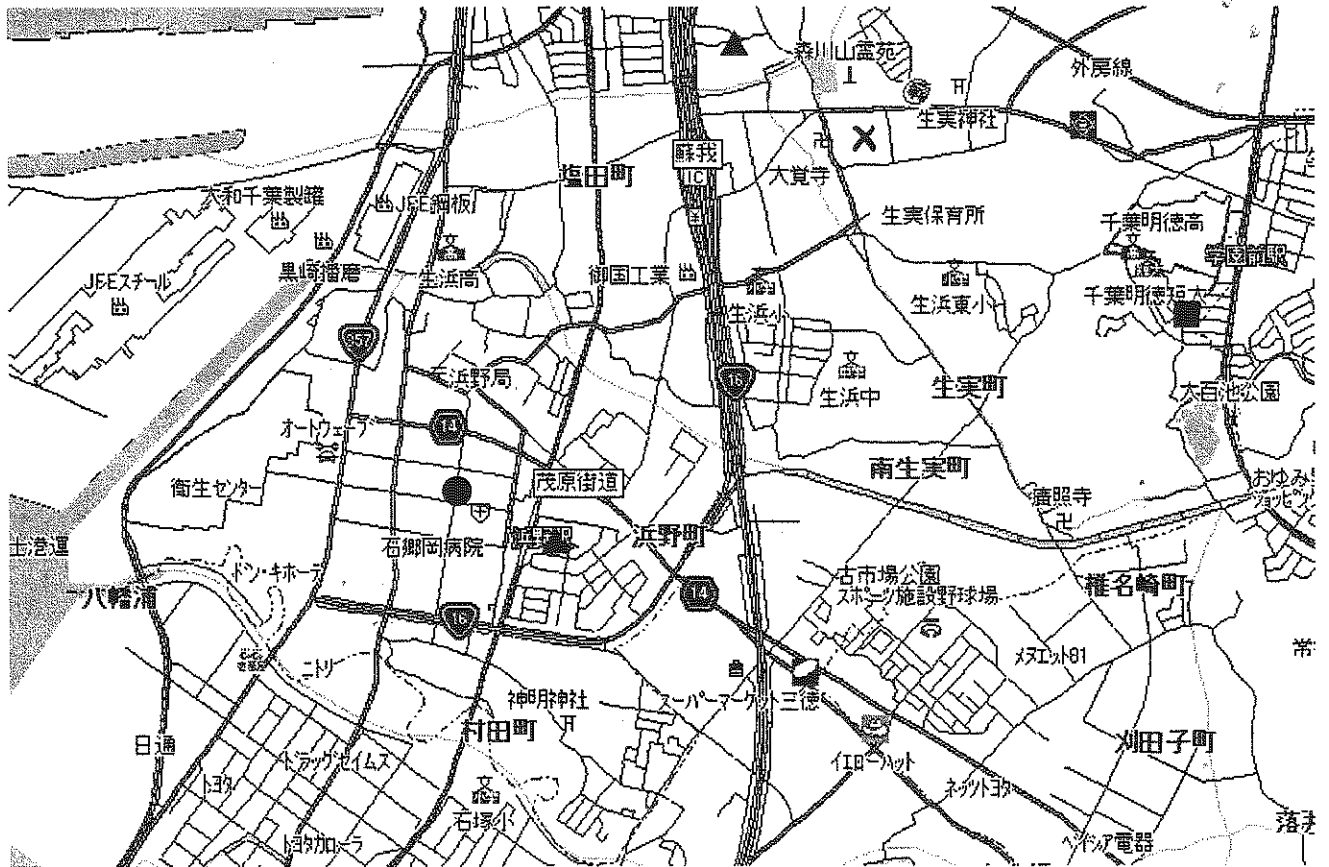 森川山霊苑
外房線
生実神社
蘇我
IC
大覚寺
塩田町
大和千葉製罐
JFE鋼板
生実保育所
千葉明徳高
学園前駅
黒崎播磨
生浜高
御国工業
生浜東小
JFEスチール
千葉明徳短大
生浜小
357
浜野局
16
生浜中
生実町
大百池公園
オートウェーブ
14
南生実町
茂原街道
衛生センター
廣照寺
おゆみ
石郷岡病院
浜野駅
浜野町
ドン・キホーテ
古市場公園
スポーツ施設野球場
椎名崎町
八幡浦
16
14
ニトリ
メヌエット81
常
神明神社
スーパーマーケット三徳
村田町
日通
刈田子町
ドラッグセイムス
イエローハット
トヨタ
ネッツトヨタ
石塚小
トヨタカローラ
ベイシア電器